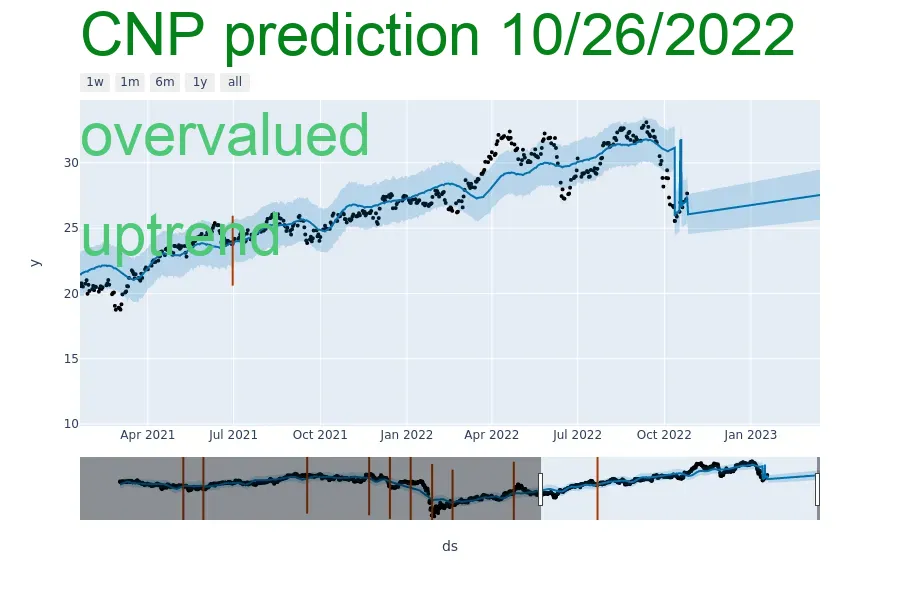 CNP prediction 10/26/2022
1w 1m 6m 1y all
overvalued
30
uptrend
25
y
20
15
10
Apr 2021 Jul 2021 Oct 2021 Jan 2022 Apr 2022 Jul 2022 Oct 2022 Jan 2023
ds